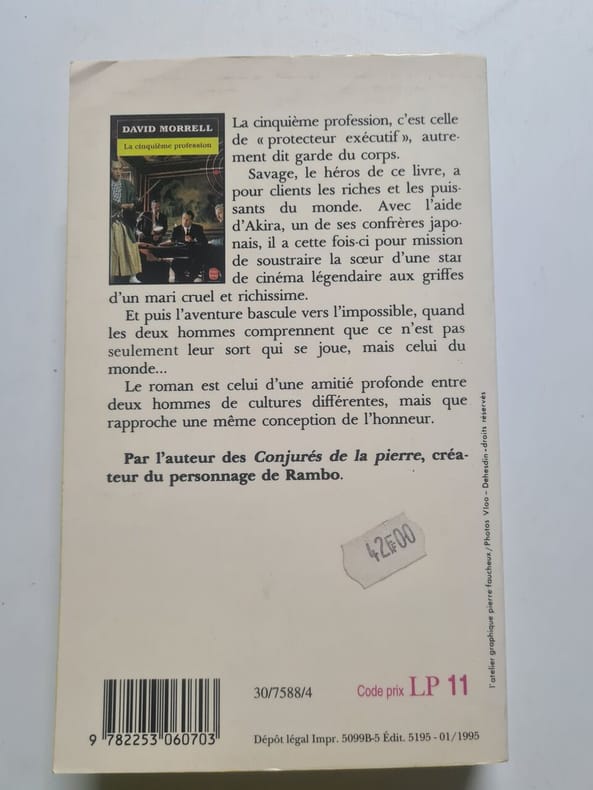 DAVID MORRELL
La cinquième profession
La cinquième profession, c'est celle
de « protecteur exécutif », autre-
ment dit garde du corps.
Savage, le héros de ce livre, a
pour clients les riches et les puis-
sants du monde. Avec l'aide
d'Akira, un de ses confrères japo-
nais, il a cette fois-ci pour mission
de soustraire la sœur d'une star
de cinéma légendaire aux griffes
d'un mari cruel et richissime.
Et puis l'aventure bascule vers l'impossible, quand
les deux hommes comprennent que ce n'est pas
seulement leur sort qui se joue, mais celui du
monde...
Le roman est celui d'une amitié profonde entre
deux hommes de cultures différentes, mais que
rapproche une même conception de l'honneur.
Par l'auteur des Conjurés de la pierre, créa-
teur du personnage de Rambo.
42F00
l'atelier graphique pierre faucheux/Photos Vloo - Dehesdin - droits réservés
30/7588/4
Code prix LP 11
9 782253 060703
Dépôt légal Impr. 5099B-5 Édit. 5195 - 01/1995